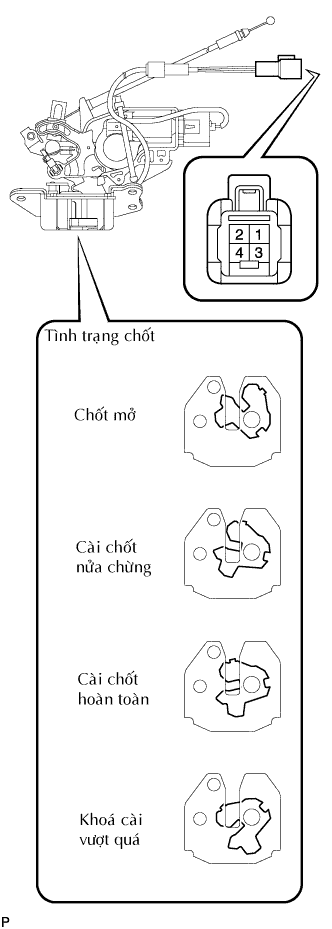 2 1
4 3
Tình trạng chốt
Chốt mở
Cài chốt
nửa chừng
Cài chốt
hoàn toàn
Khoá cài
vượt quá
P